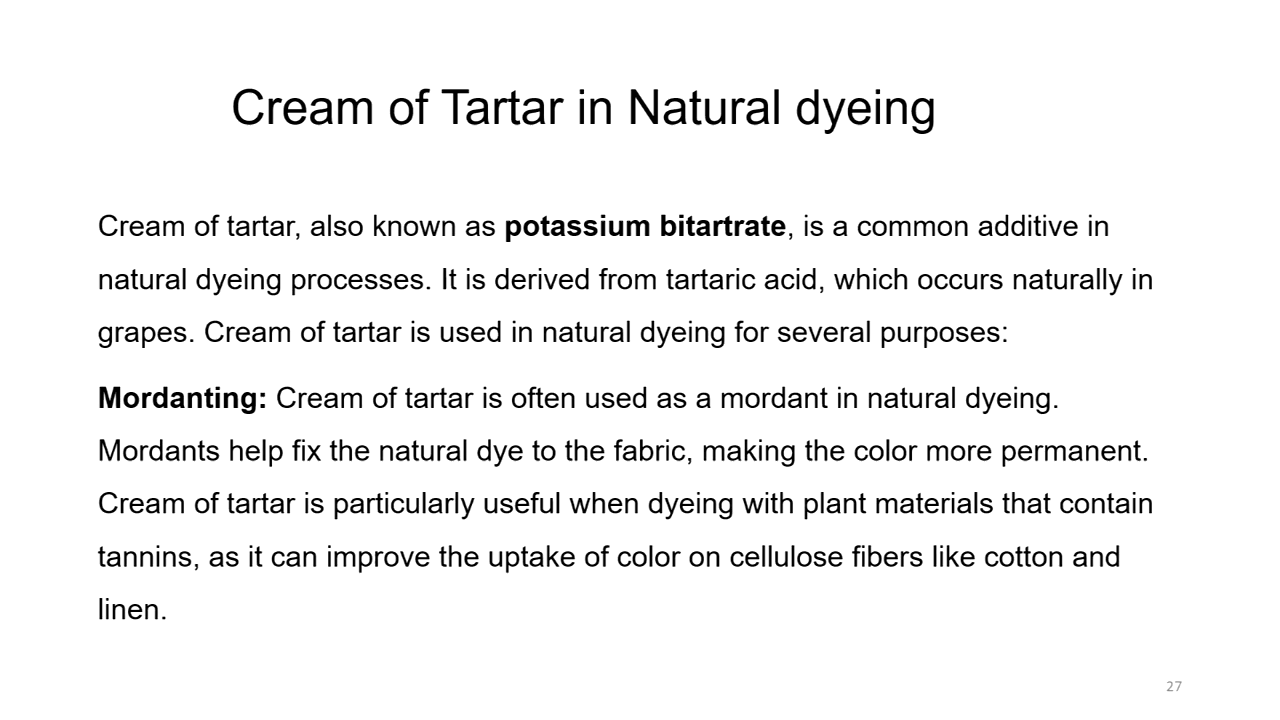 Cream of Tartar in Natural dyeing
Cream of tartar, also known as potassium bitartrate, is a common additive in
natural dyeing processes. It is derived from tartaric acid, which occurs naturally in
grapes. Cream of tartar is used in natural dyeing for several purposes:
Mordanting: Cream of tartar is often used as a mordant in natural dyeing.
Mordants help fix the natural dye to the fabric, making the color more permanent.
Cream of tartar is particularly useful when dyeing with plant materials that contain
tannins, as it can improve the uptake of color on cellulose fibers like cotton and
linen.
27